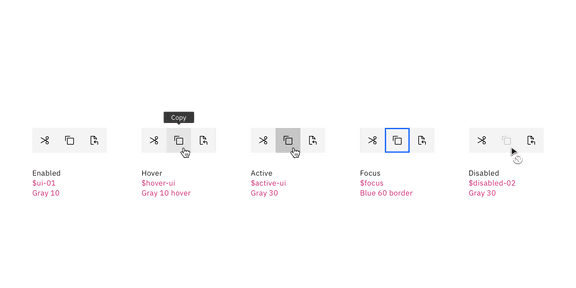 Copy
Enabled
$ui-01
Gray 10
Hover
$hover-ui
Gray 10 hover
Active
$active-ui
Gray 30
Focus
$focus
Blue 60 border
Disabled
$disabled-02
Gray 30